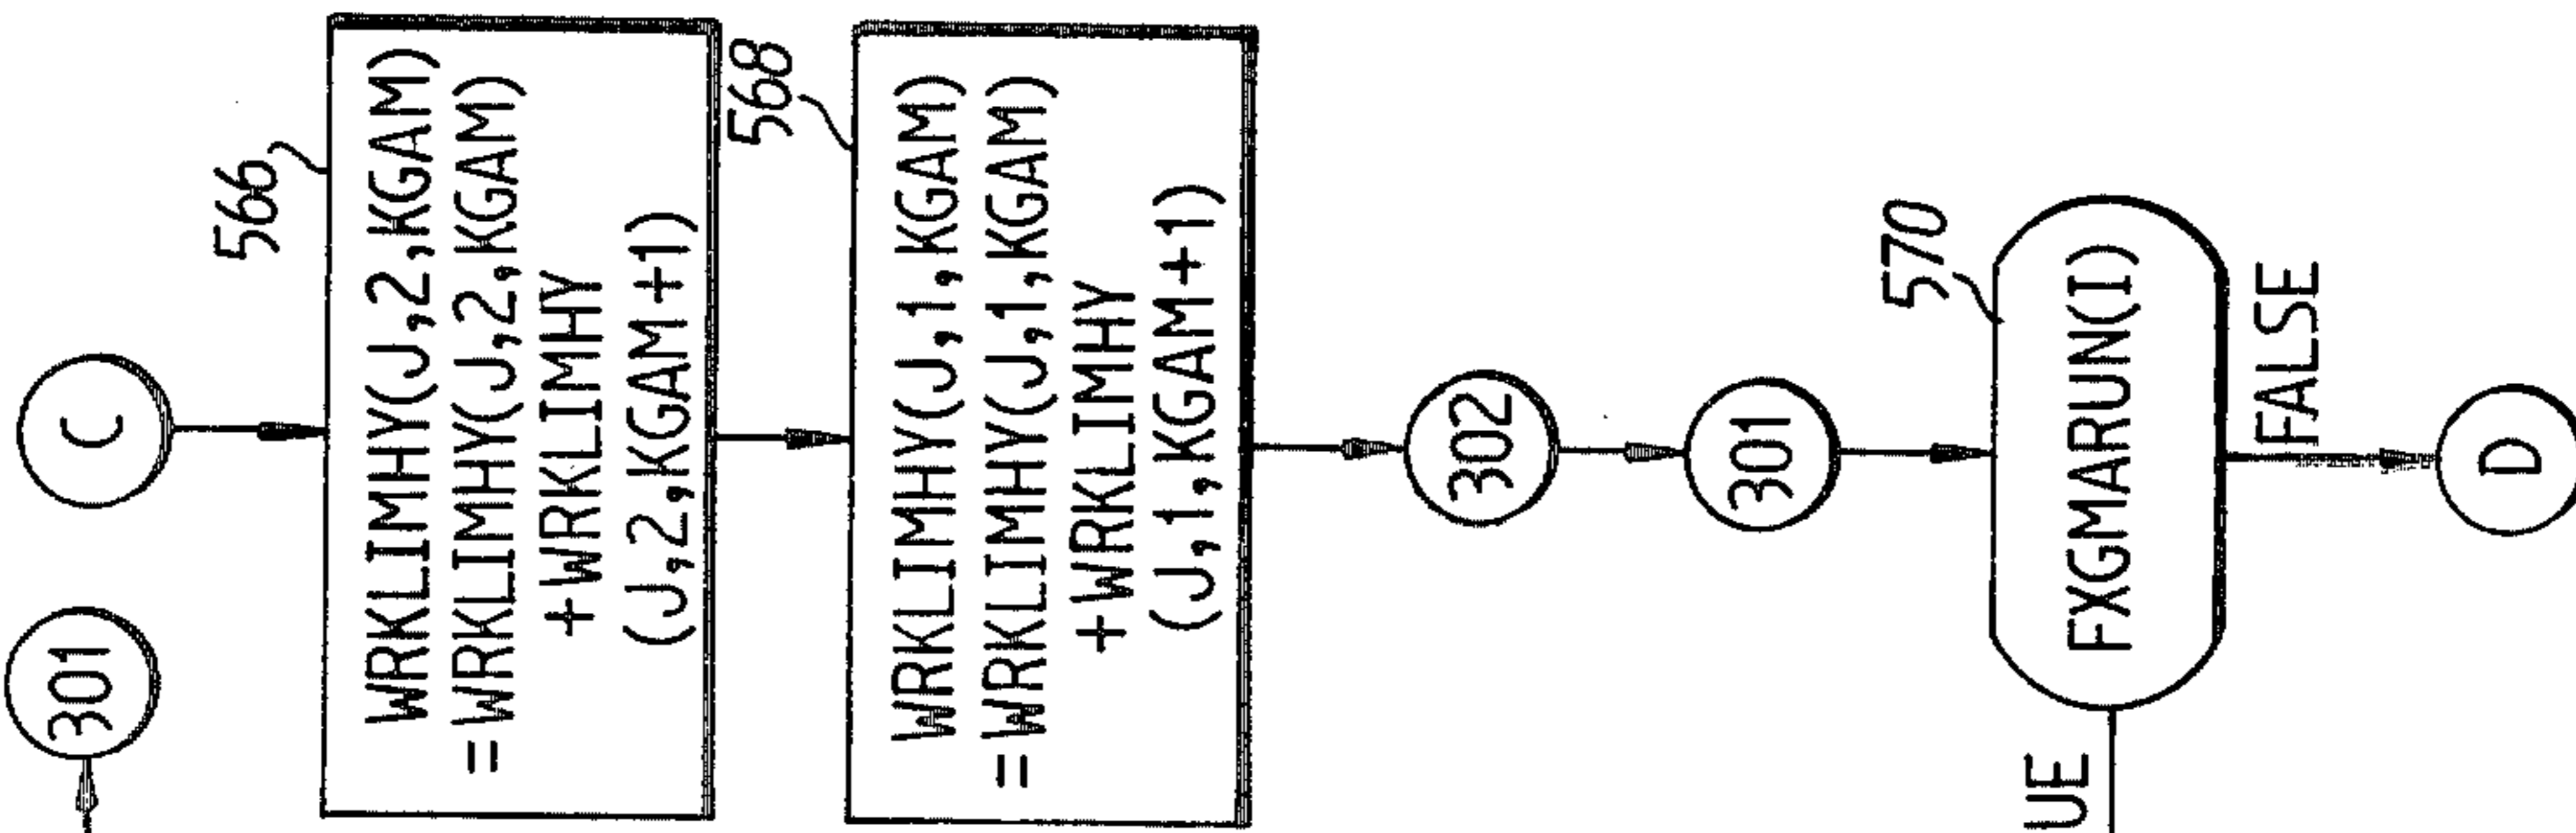 301
C
566
WRKLIMHY(J,2,KGAM)
=WRKLIMHY(J,2,KGAM)
+WRKLIMHY
(J,2,KGAM+1)
568
WRKLIMHY(J,1,KGAM)
=WRKLIMHY(J,1,KGAM)
+WRKLIMHY
(J,1,KGAM+1)
302
301
570
FXGMARUN(I)
UE
FALSE
D